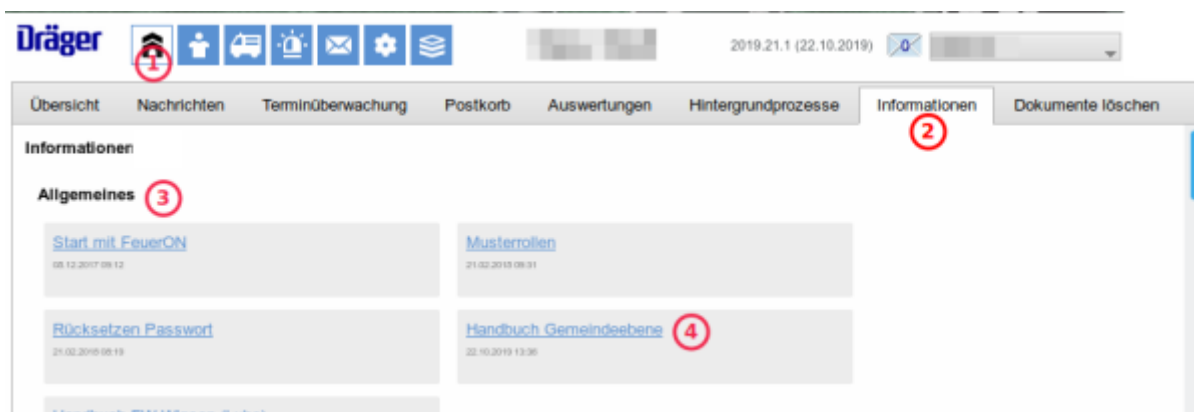 Dräger
1
2019.21.1 (22.10.2019)
0
Übersicht Nachrichten Terminüberwachung Postkorb Auswertungen Hintergrundprozesse Informationen Dokumente löschen
2
Informationen
Allgemeines 3
Start mit FeuerON Musterrollen
08.12.2017 09:12 21.02.2018 09:31
Rücksetzen Passwort Handbuch Gemeindeebene 4
21.02.2018 08:19 22.10.2019 13:36